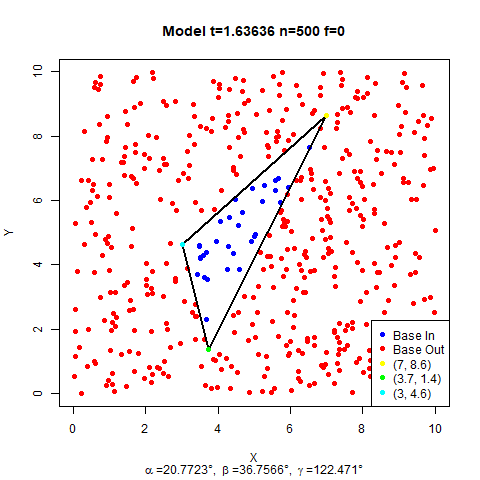 Model t=1.63636 n=500 f=0
10
8
6
4
2
0
Y
0 2 4 6 8 10
X
α=20.7723°, β=36.7566°, γ=122.471°
Base In
Base Out
(7, 8.6)
(3.7, 1.4)
(3, 4.6)